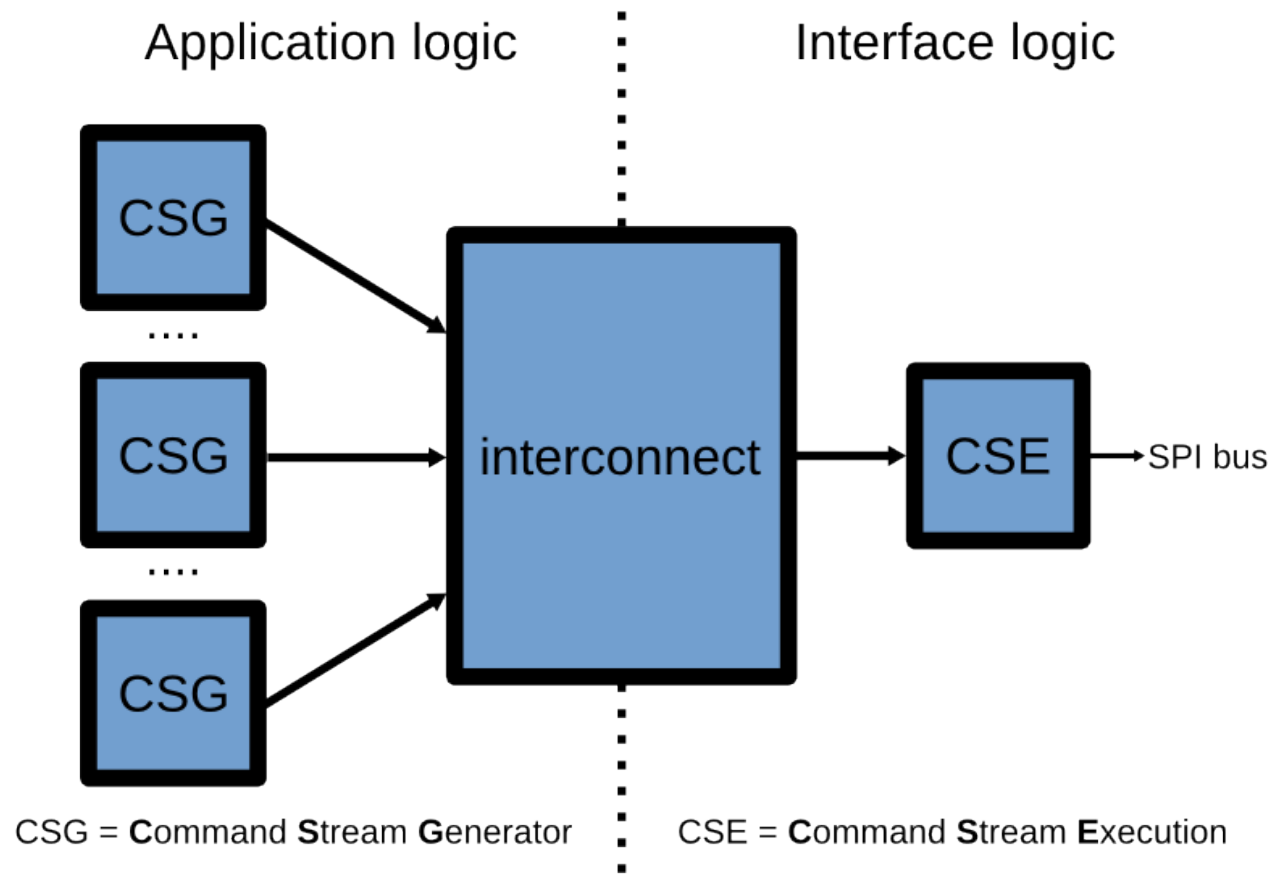 Application logic
Interface logic
CSG
....
CSG
....
CSG
interconnect
CSE
SPI bus
CSG = Command Stream Generator
CSE = Command Stream Execution